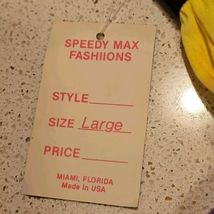 SPEEDY MAX
FASHIIONS
STYLE
SIZE Large
PRICE
MIAMI, FLORIDA
Made in USA